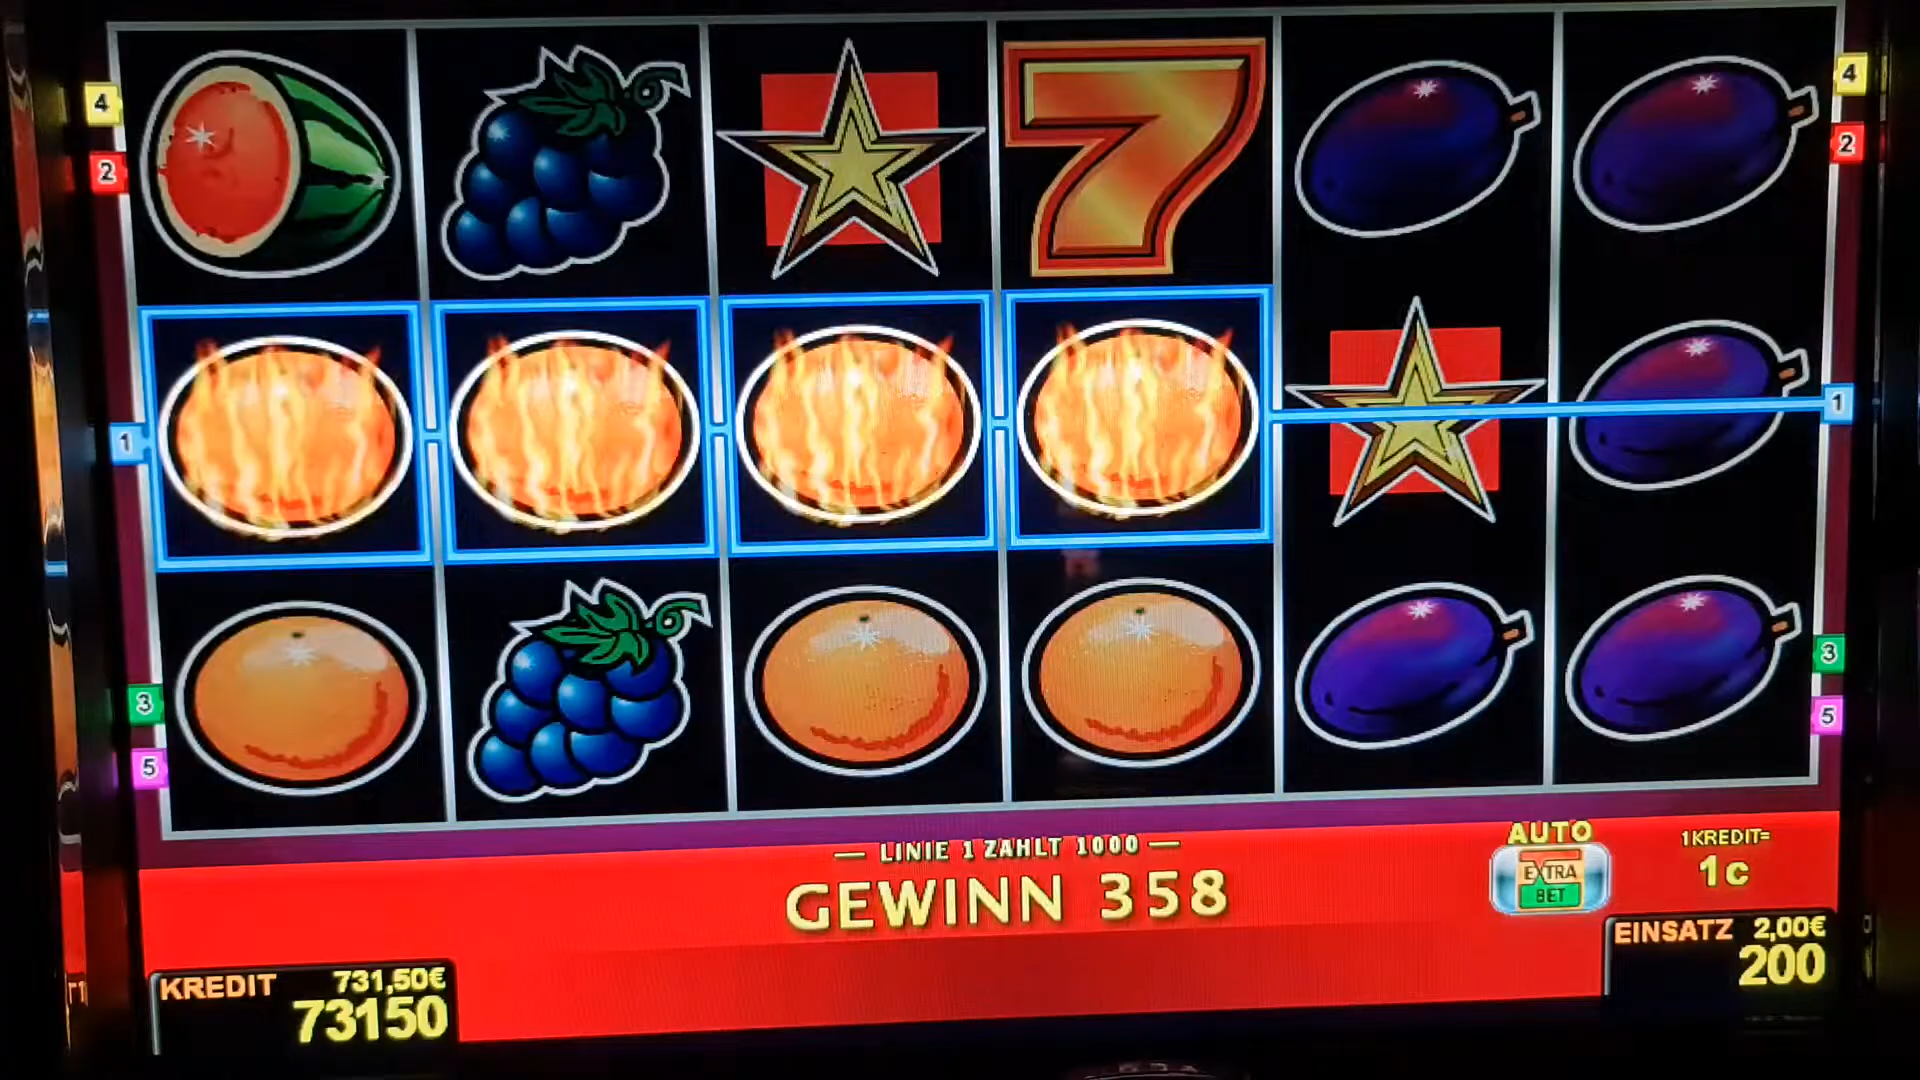 4
4
2
2
1
1
3
3
5
5
— LINIE 1 ZAHLT 1000 —
GEWINN 358
AUTO
EXTRA
BET
1KREDIT=
1c
KREDIT 731,50€
73150
EINSATZ 2,00€
200